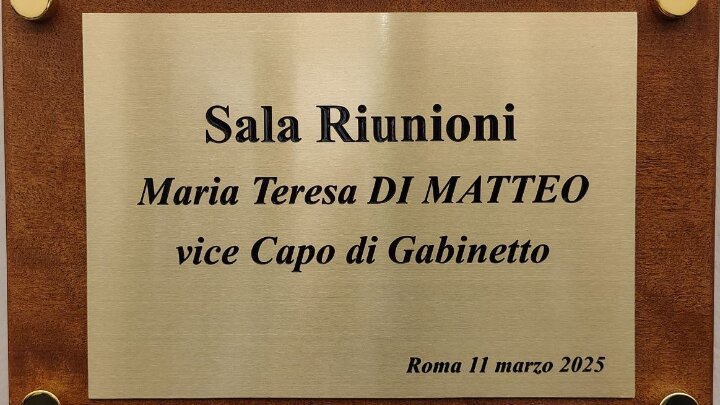 Sala Riunioni
Maria Teresa DI MATTEO
vice Capo di Gabinetto
Roma 11 marzo 2025